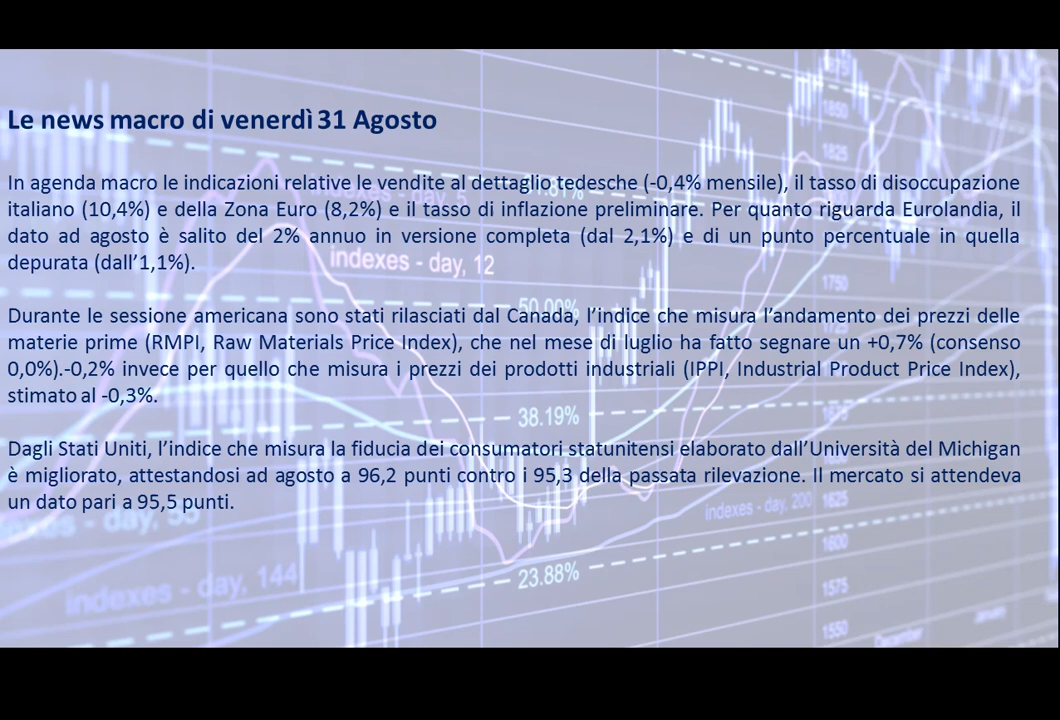 Le news macro di venerdì 31 Agosto
In agenda macro le indicazioni relative le vendite al dettaglio tedesche (-0,4% mensile), il tasso di disoccupazione
italiano (10,4%) e della Zona Euro (8,2%) e il tasso di inflazione preliminare. Per quanto riguarda Eurolandia, il
dato ad agosto è salito del 2% annuo in versione completa (dal 2,1%) e di un punto percentuale in quella
depurata (dall’1,1%).
indexes - day, 12
50.00%
1750
Durante le sessione americana sono stati rilasciati dal Canada, l’indice che misura l’andamento dei prezzi delle
materie prime (RMPI, Raw Materials Price Index), che nel mese di luglio ha fatto segnare un +0,7% (consenso
0,0%).-0,2% invece per quello che misura i prezzi dei prodotti industriali (IPPI, Industrial Product Price Index),
stimato al -0,3%.
38.19%
Dagli Stati Uniti, l’indice che misura la fiducia dei consumatori statunitensi elaborato dall’Università del Michigan
è migliorato, attestandosi ad agosto a 96,2 punti contro i 95,3 della passata rilevazione. Il mercato si attendeva
un dato pari a 95,5 punti.
indexes - day, 200
1625
1600
indexes - day, 144
23.88%
1575
1550